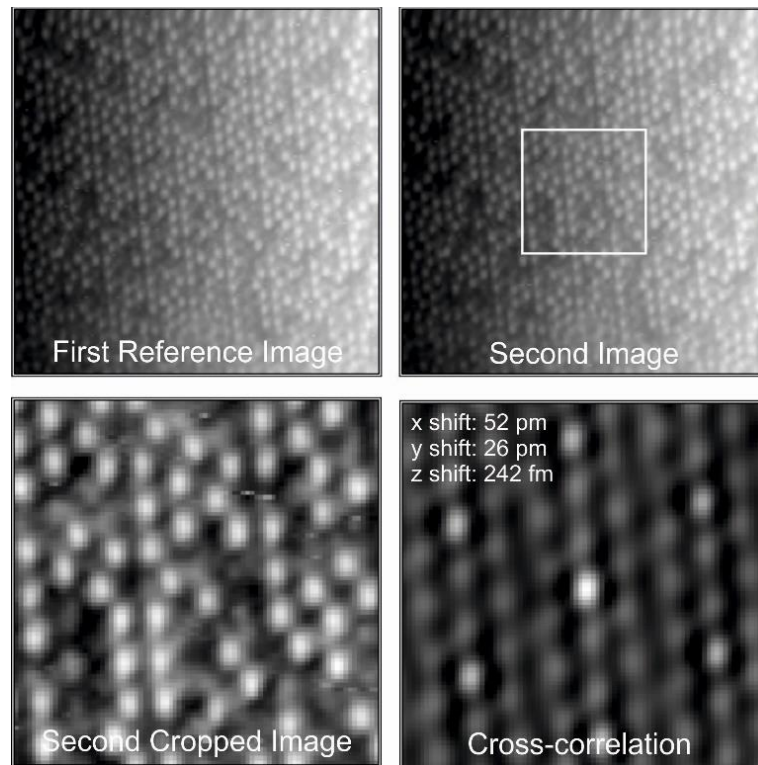 First Reference Image
Second Image
Second Cropped Image
x shift: 52 pm
y shift: 26 pm
z shift: 242 fm
Cross-correlation